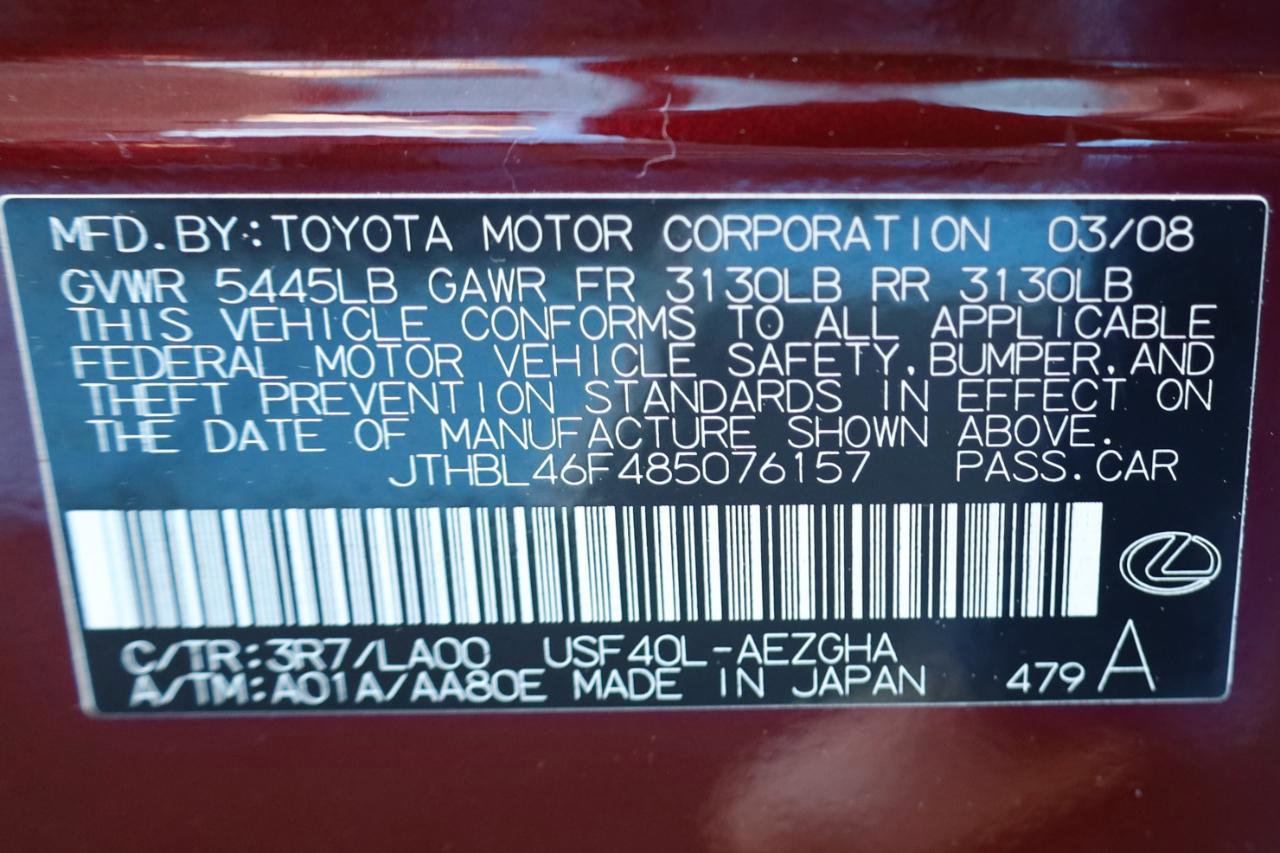 MFD. BY: TOYOTA MOTOR CORPORATION 03/08
GVWR 5445LB GAWR FR 3130LB RR 3130LB
THIS VEHICLE CONFORMS TO ALL APPLICABLE
FEDERAL MOTOR VEHICLE SAFETY, BUMPER, AND
THEFT PREVENTION STANDARDS IN EFFECT ON
THE DATE OF MANUFACTURE SHOWN ABOVE.
JTHBL46F485076157 PASS. CAR
C/TR: 3R7/LA00 USF40L-AEZGHA
A/TM: A01A/AA80E MADE IN JAPAN 479 A